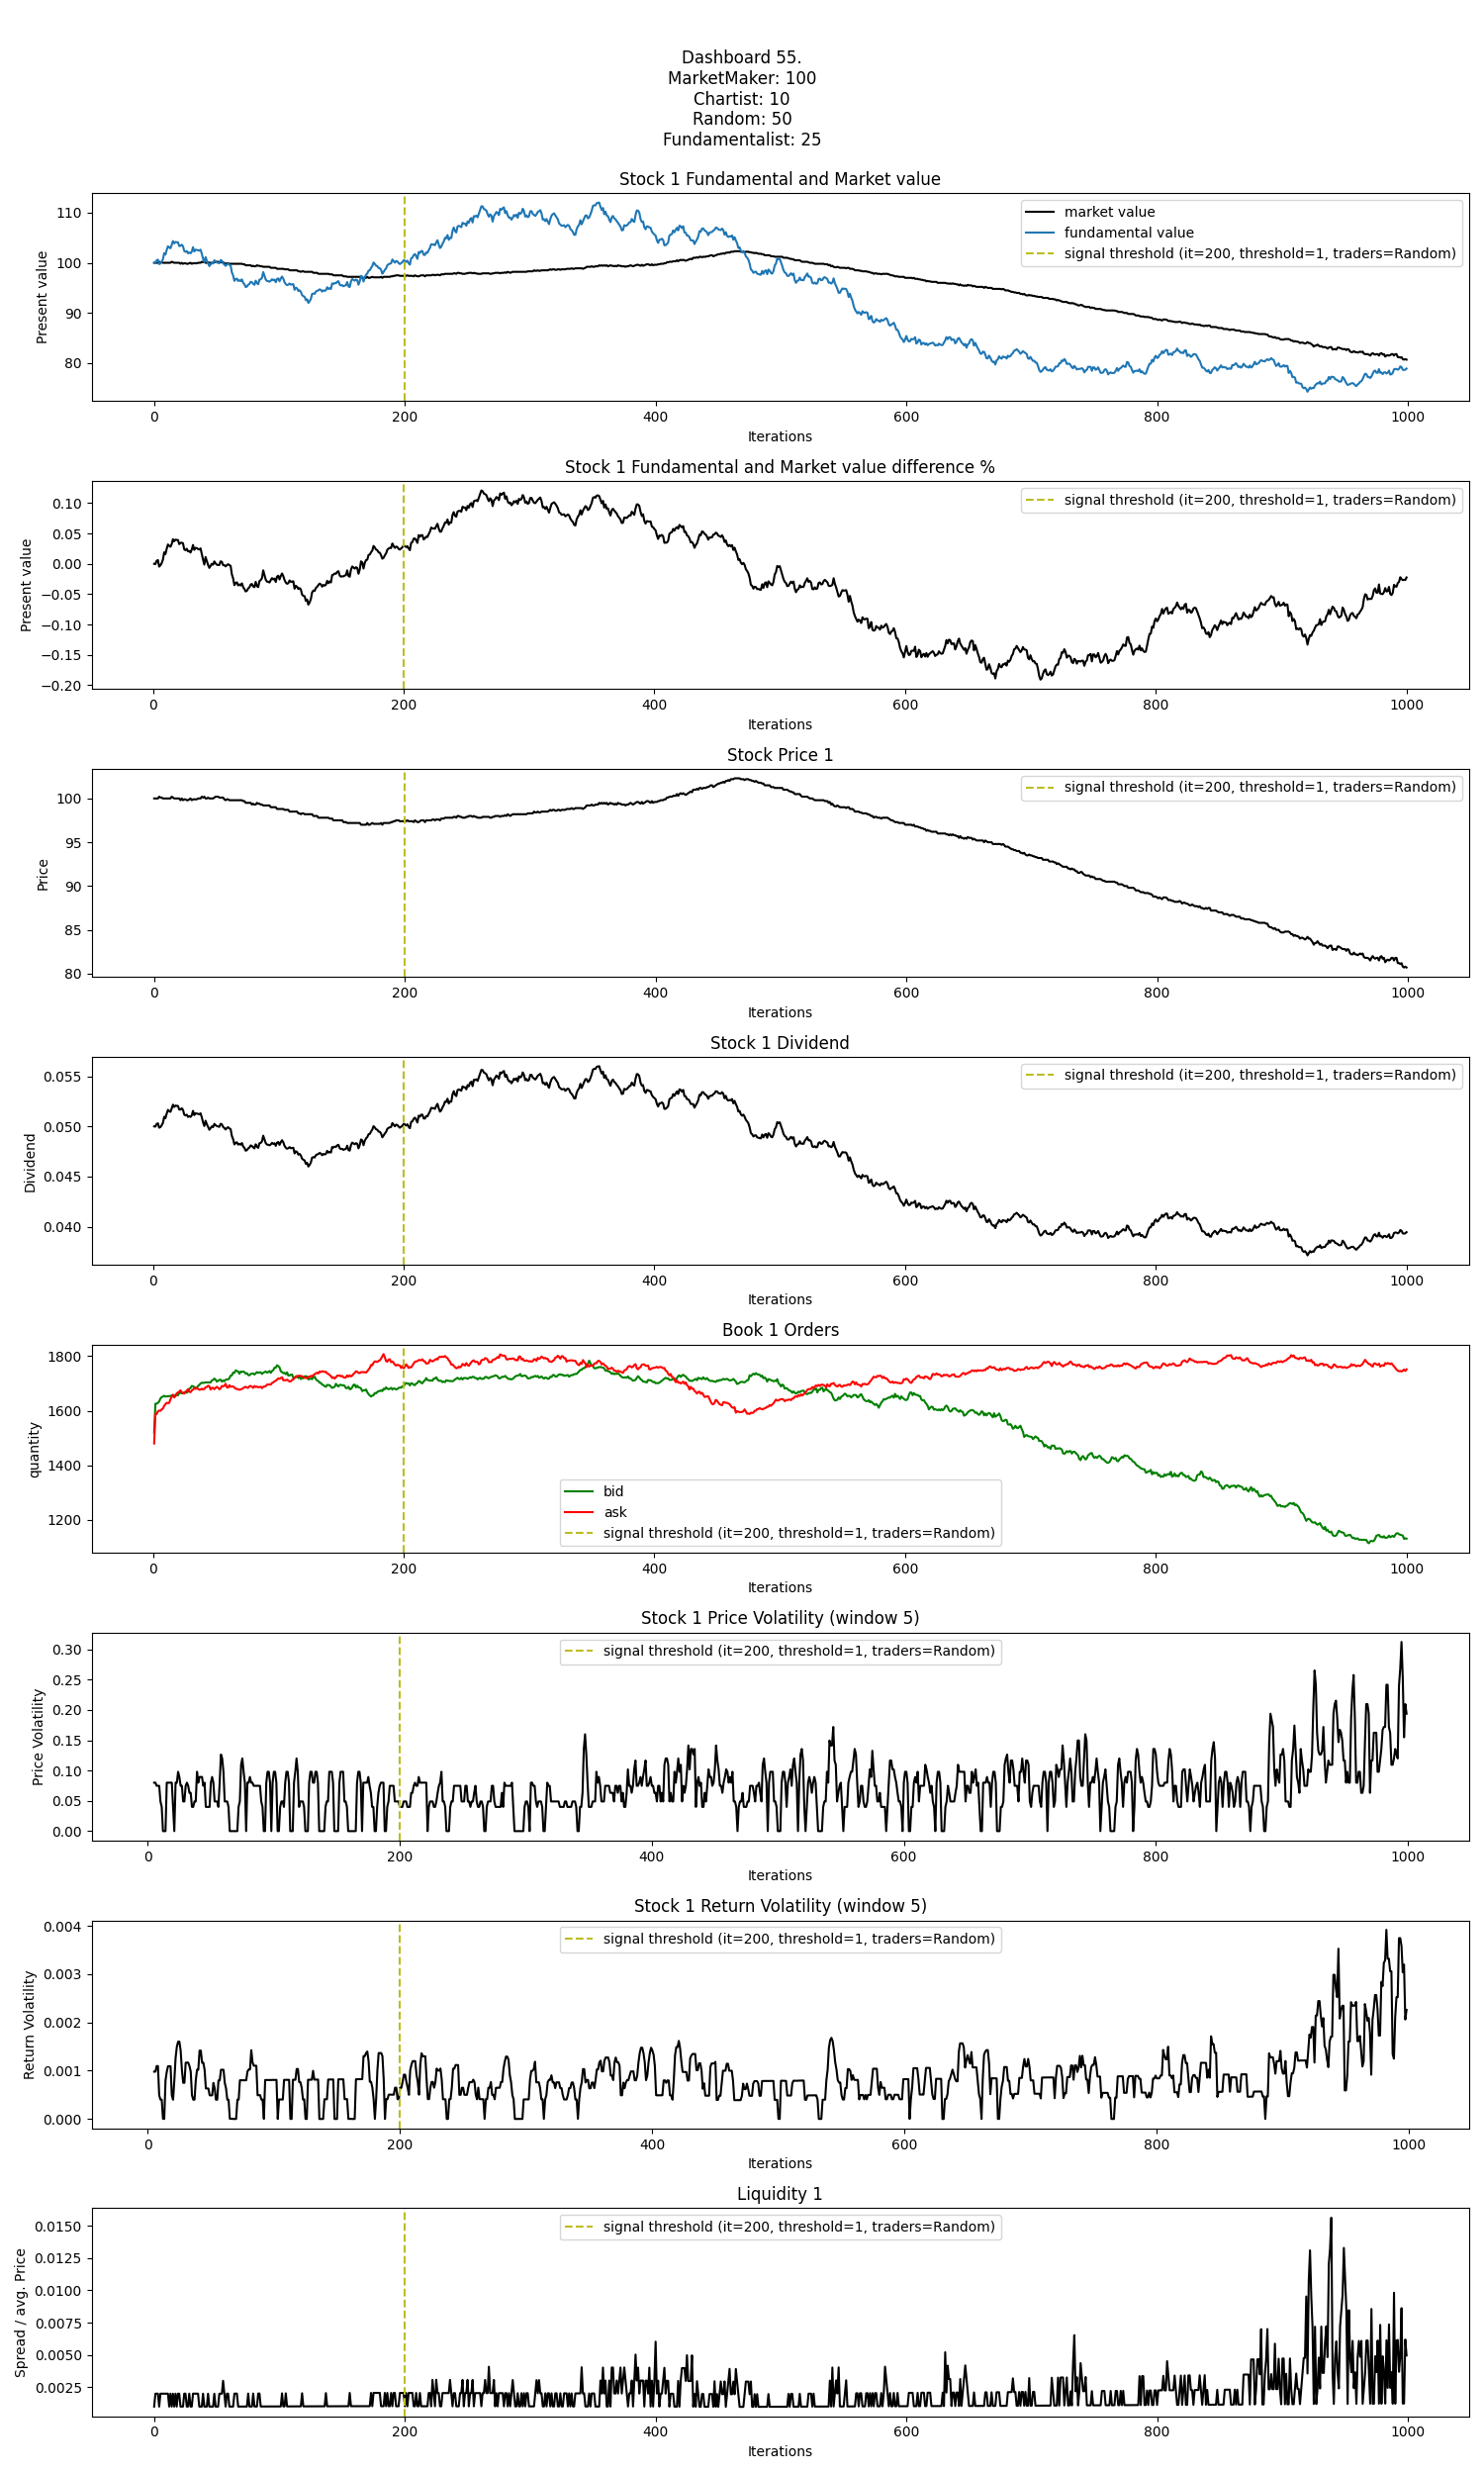 Dashboard 55.
MarketMaker: 100
Chartist: 10
Random: 50
Fundamentalist: 25
Stock 1 Fundamental and Market value
Present value
110
100
90
80
market value
fundamental value
signal threshold (it=200, threshold=1, traders=Random)
0 200 400 600 800 1000
Iterations
Stock 1 Fundamental and Market value difference %
Present value
0.10
0.05
0.00
−0.05
−0.10
−0.15
−0.20
signal threshold (it=200, threshold=1, traders=Random)
0 200 400 600 800 1000
Iterations
Stock Price 1
Price
100
95
90
85
80
signal threshold (it=200, threshold=1, traders=Random)
0 200 400 600 800 1000
Iterations
Stock 1 Dividend
Dividend
0.055
0.050
0.045
0.040
signal threshold (it=200, threshold=1, traders=Random)
0 200 400 600 800 1000
Iterations
Book 1 Orders
quantity
1800
1600
1400
1200
bid
ask
signal threshold (it=200, threshold=1, traders=Random)
0 200 400 600 800 1000
Iterations
Stock 1 Price Volatility (window 5)
Price Volatility
0.30
0.25
0.20
0.15
0.10
0.05
0.00
signal threshold (it=200, threshold=1, traders=Random)
0 200 400 600 800 1000
Iterations
Stock 1 Return Volatility (window 5)
Return Volatility
0.004
0.003
0.002
0.001
0.000
signal threshold (it=200, threshold=1, traders=Random)
0 200 400 600 800 1000
Iterations
Liquidity 1
Spread / avg. Price
0.0150
0.0125
0.0100
0.0075
0.0050
0.0025
signal threshold (it=200, threshold=1, traders=Random)
0 200 400 600 800 1000
Iterations